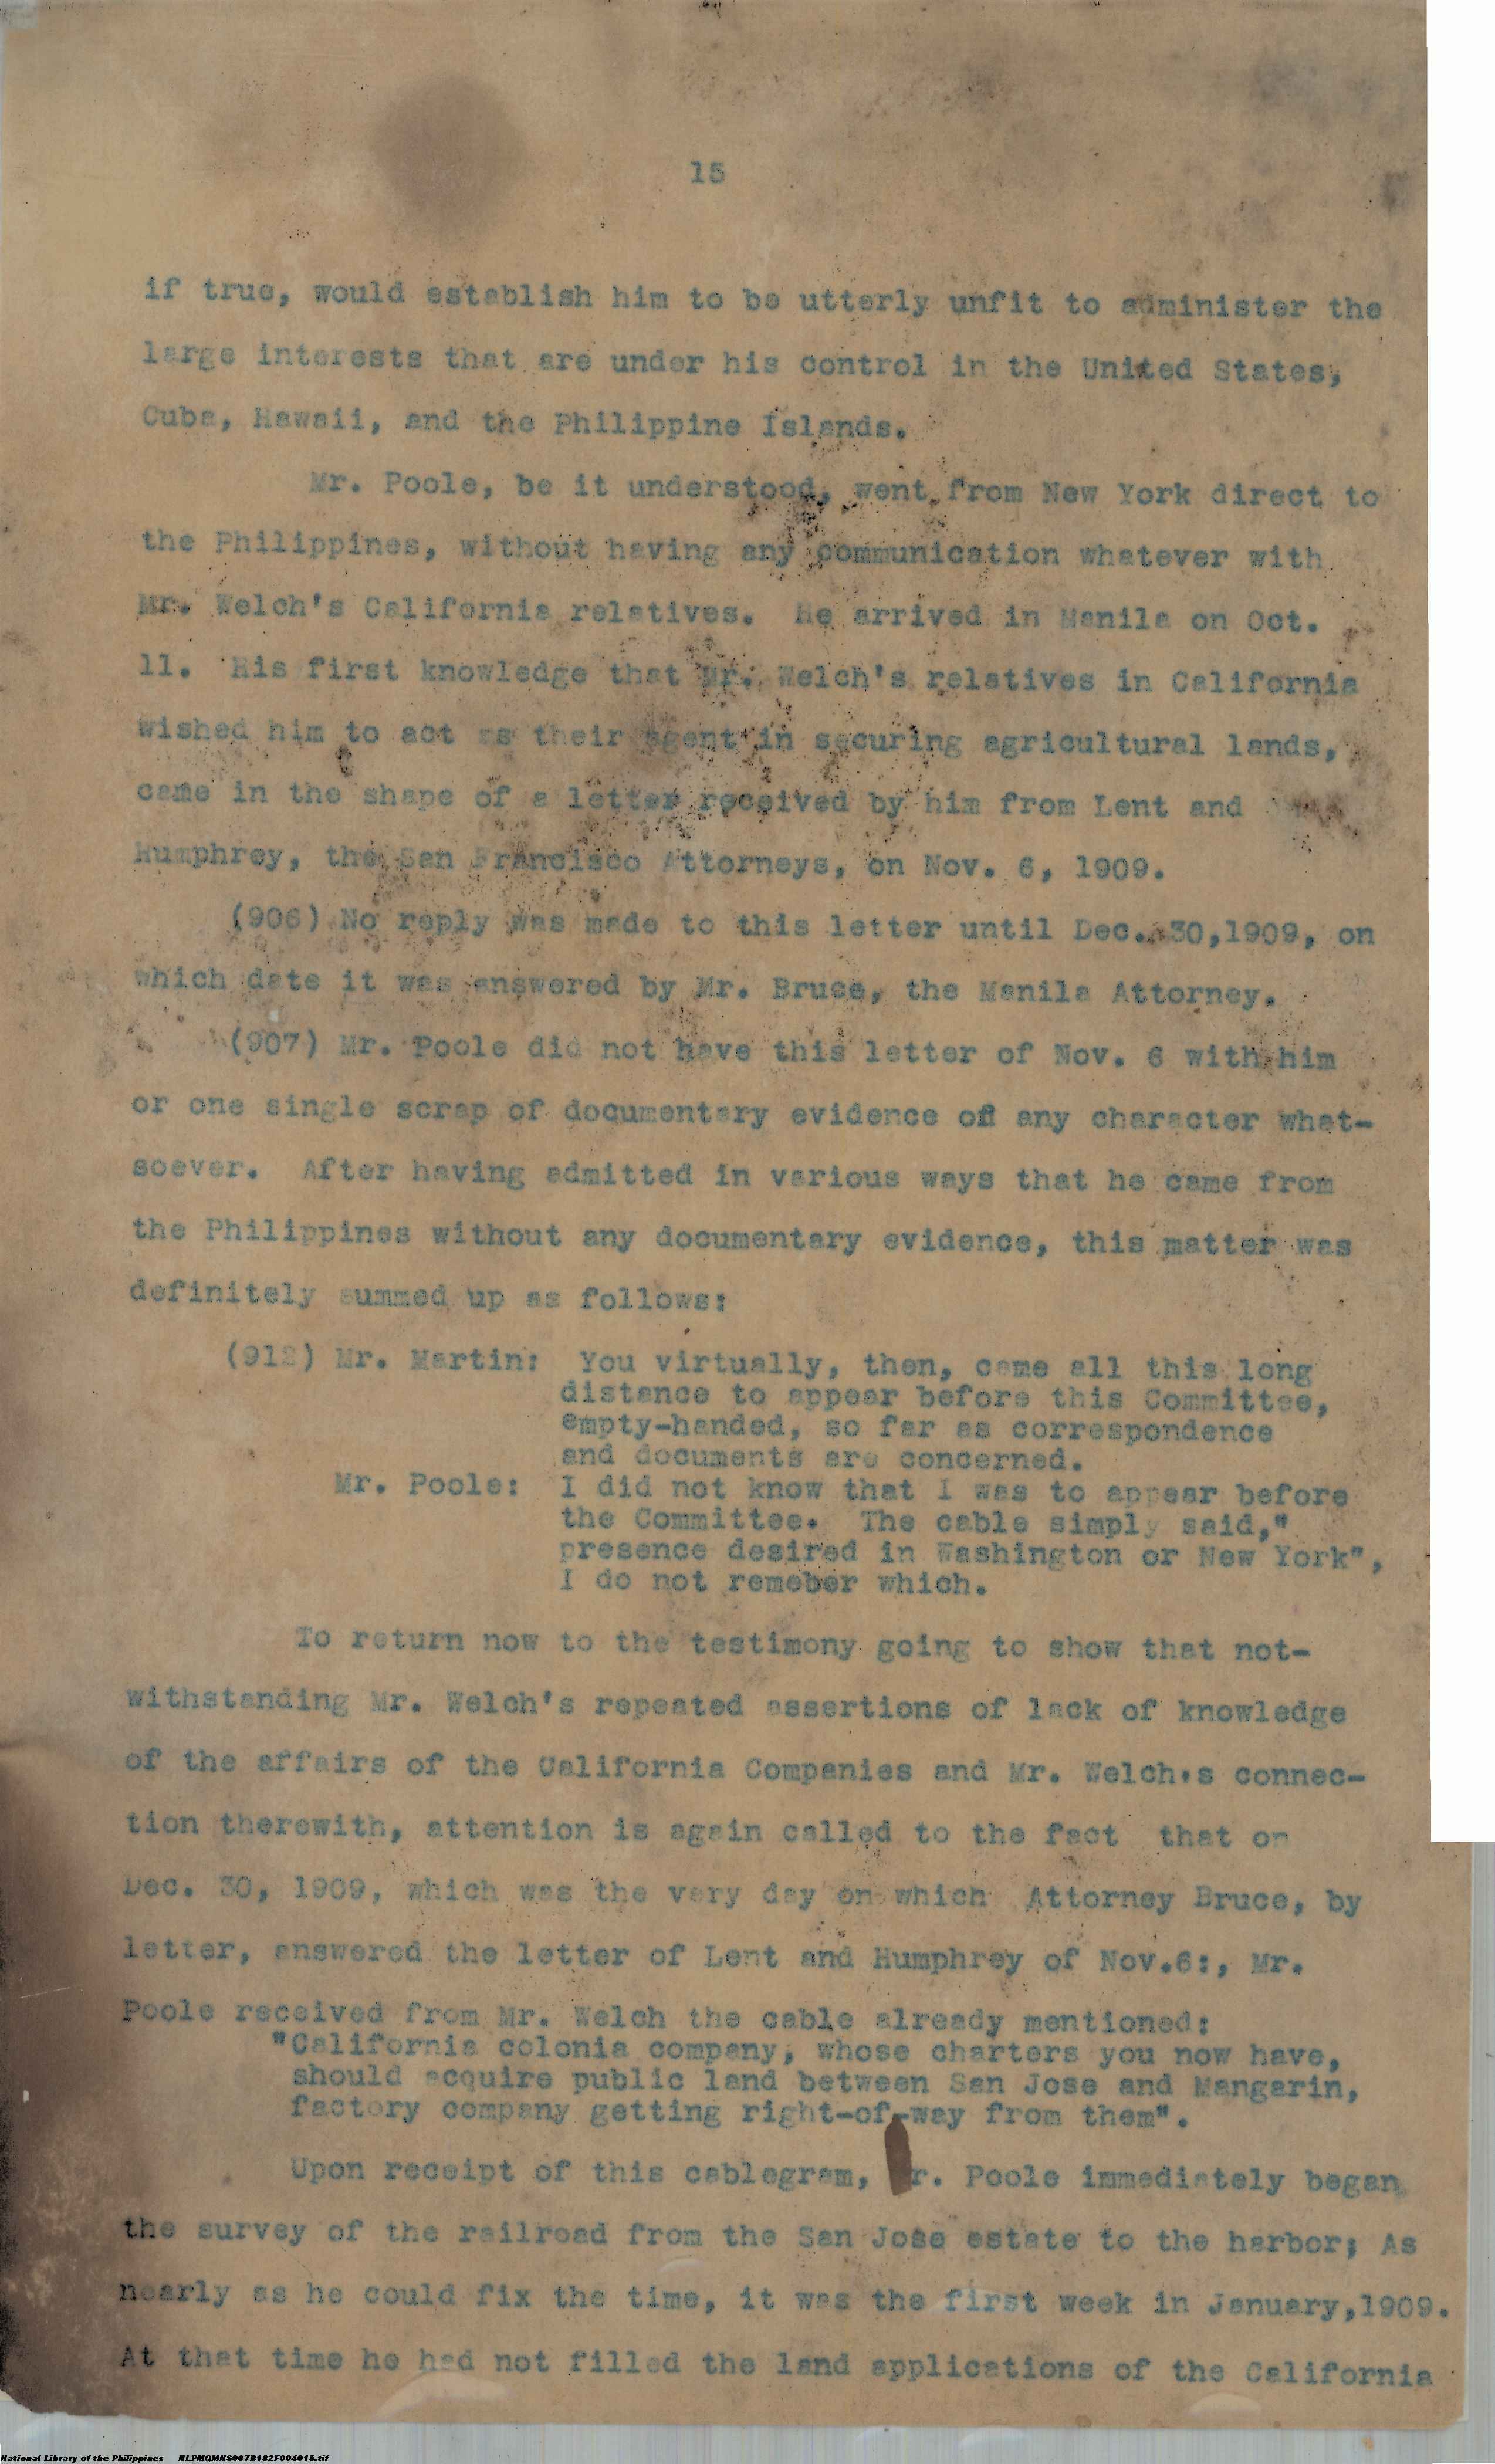 15
if true, would establish him to be utterly unfit to administer the
large interests that are under his control in the United States,
Cuba, Hawaii, and the Philippine Islands.
Mr. Poole, be it understood, went from New York direct to
the Philippines, without having any communication whatever with
Mr. Welch's California relatives. He arrived in Manila on Oct.
11. His first knowledge that Mr. Welch's relatives in California
wished him to act as their agent in securing agricultural lands,
came in the shape of a letter received by him from Lent and
Humphrey, the San Francisco Attorneys, on Nov. 6, 1909.
(906) No reply was made to this letter until Dec. 30,1909, on
which date it was answered by Mr. Bruce, the Manila Attorney.
(907) Mr. Poole did not have this letter of Nov. 6 with him
or one single scrap of documentary evidence of any character what-
soever. After having admitted in various ways that he came from
the Philippines without any documentary evidence, this matter was
definitely summed up as follows:
(912) Mr. Martin: You virtually, then, came all this long
distance to appear before this Committee,
empty-handed, so far as correspondence
and documents are concerned.
Mr. Poole: I did not know that I was to appear before
the Committee. The cable simply said,"
presence desired in Washington or New York",
I do not remeber which.
To return now to the testimony going to show that not-
withstanding Mr. Welch's repeated assertions of lack of knowledge
of the affairs of the California Companies and Mr. Welch's connec-
tion therewith, attention is again called to the fact that on
Dec. 30, 1909, which was the very day on which Attorney Bruce, by
letter, answered the letter of Lent and Humphrey of Nov.6:, Mr.
Poole received from Mr. Welch the cable already mentioned:
"California colonia company, whose charters you now have,
should acquire public land between San Jose and Mangarin,
factory company getting right-of-way from them".
Upon receipt of this cablegram, Mr. Poole immediately began
the survey of the railroad from the San Jose estate to the harbor; As
nearly as he could fix the time, it was the first week in January,1909.
At that time he had not filled the land applications of the California
National Library of the Philippines NLPMQMNS007B182F004015.tif